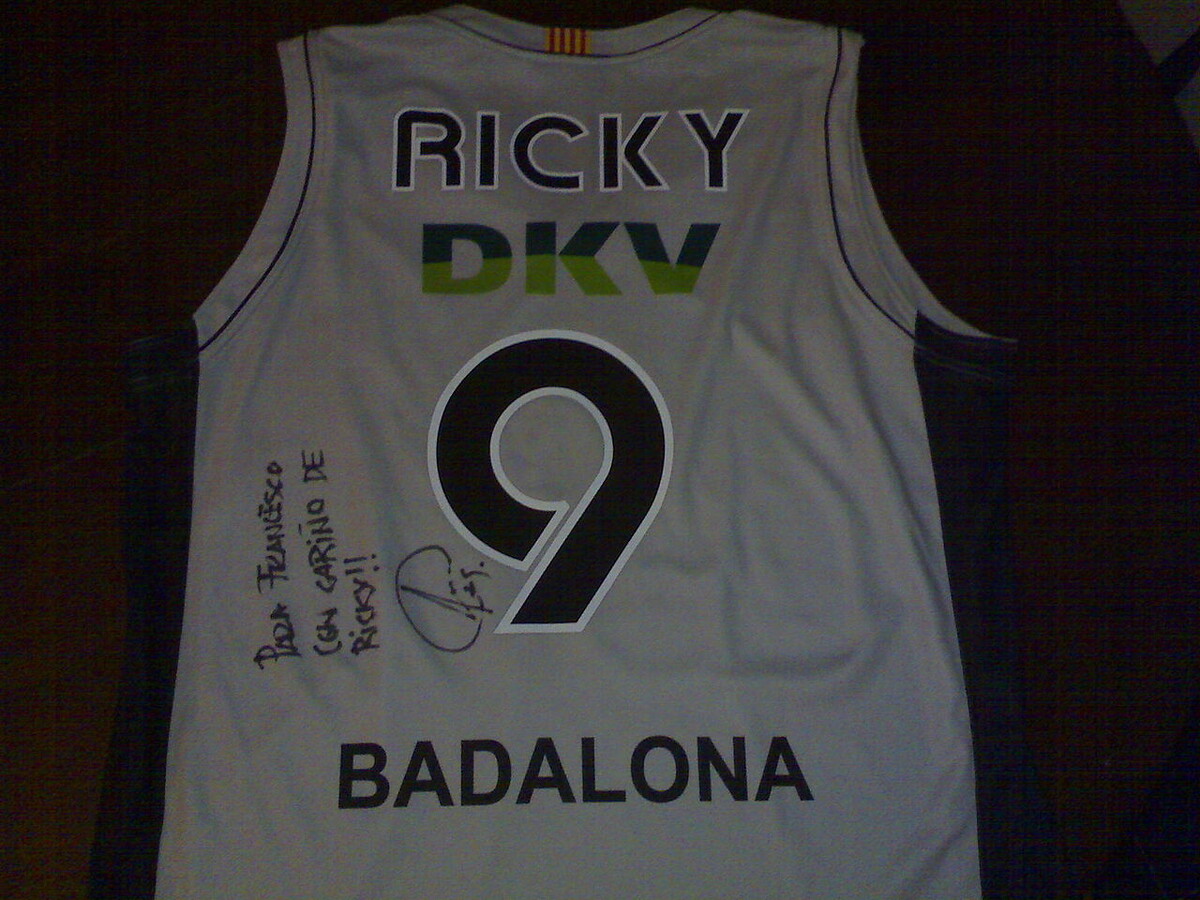 RICKY
DKV
9
PARA FRANCESCO
CON CARIÑO DE
RICKY!!
BADALONA